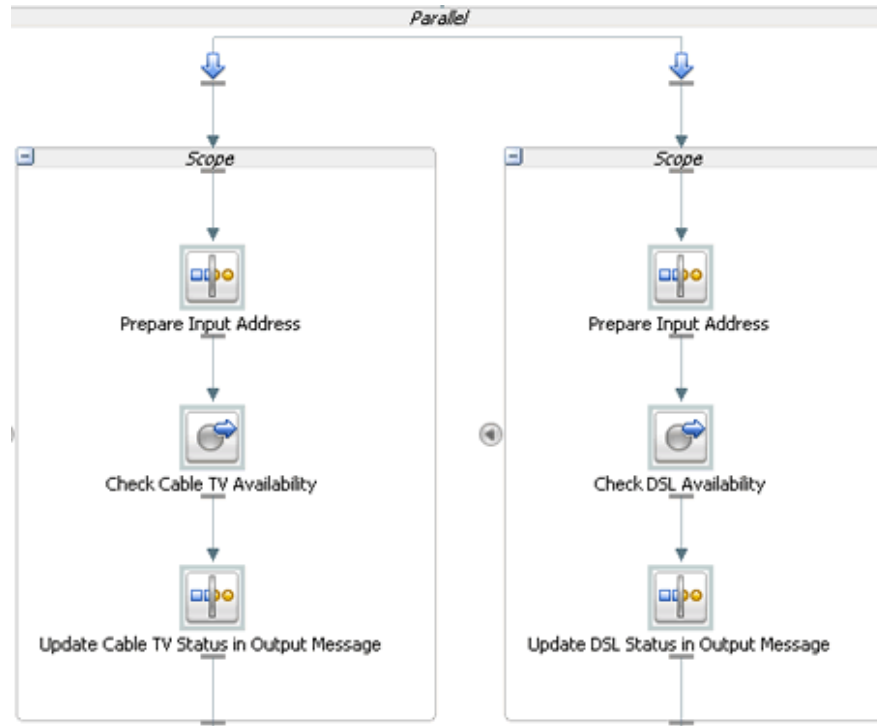 Parallel
Scope
Scope
Prepare Input Address
Prepare Input Address
Check Cable TV Availability
Check DSL Availability
Update Cable TV Status in Output Message
Update DSL Status in Output Message